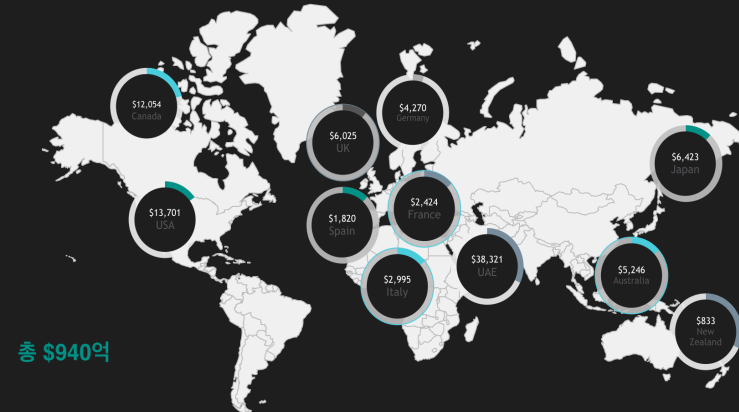 $12,054
Canada
$4,270
Germany
$6,025
UK
$6,423
Japan
$13,701
USA
$1,820
Spain
$2,424
France
$38,321
UAE
$2,995
Italy
$5,246
Australia
$833
New
Zealand
총 $940억